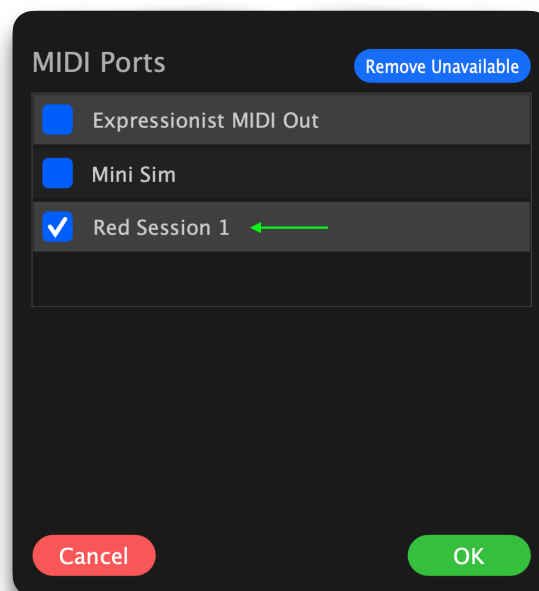 MIDI Ports
Remove Unavailable
Expressionist MIDI Out
Mini Sim
Red Session 1
Cancel
OK